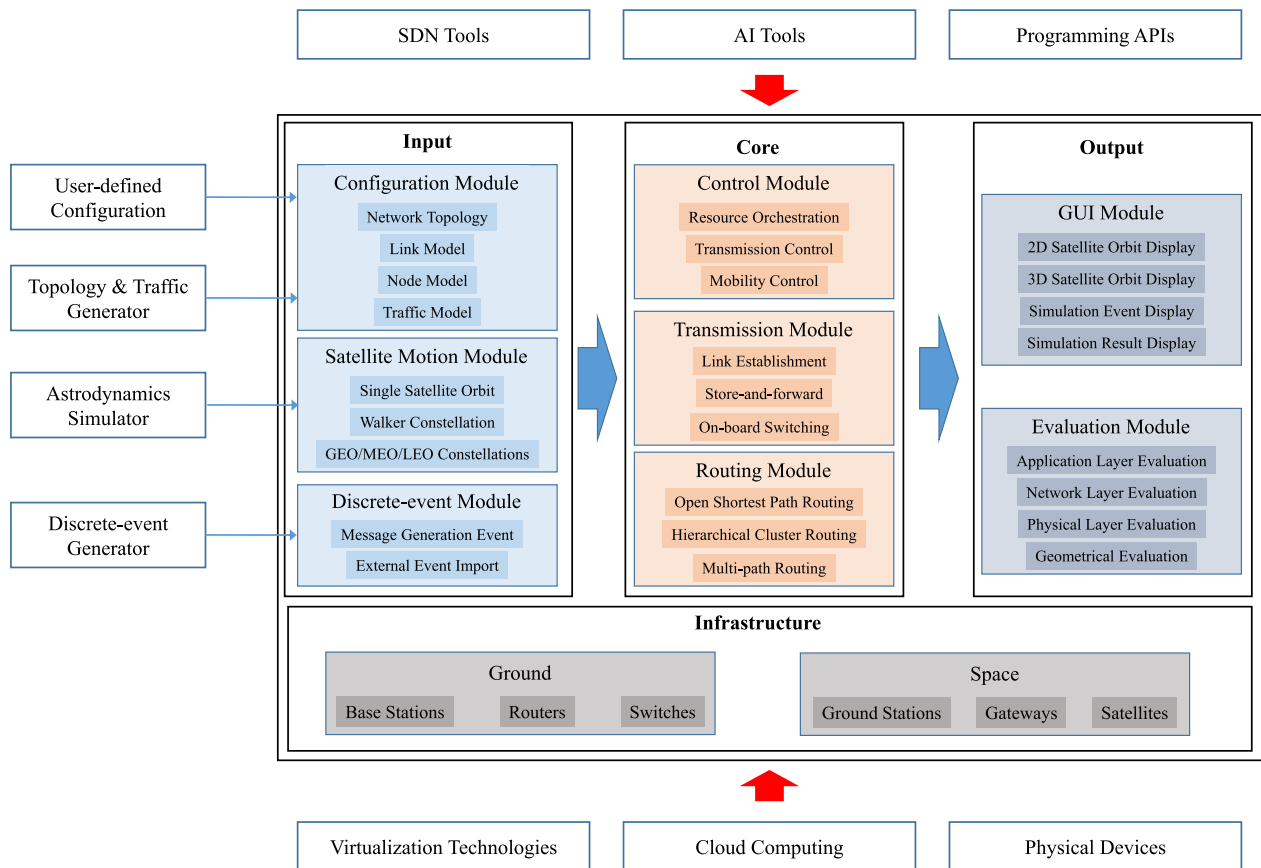 SDN Tools
AI Tools
Programming APIs
User-defined
Configuration
Topology & Traffic
Generator
Astrodynamics
Simulator
Discrete-event
Generator
Input
Configuration Module
Network Topology
Link Model
Node Model
Traffic Model
Satellite Motion Module
Single Satellite Orbit
Walker Constellation
GEO/MEO/LEO Constellations
Discrete-event Module
Message Generation Event
External Event Import
Core
Control Module
Resource Orchestration
Transmission Control
Mobility Control
Transmission Module
Link Establishment
Store-and-forward
On-board Switching
Routing Module
Open Shortest Path Routing
Hierarchical Cluster Routing
Multi-path Routing
Output
GUI Module
2D Satellite Orbit Display
3D Satellite Orbit Display
Simulation Event Display
Simulation Result Display
Evaluation Module
Application Layer Evaluation
Network Layer Evaluation
Physical Layer Evaluation
Geometrical Evaluation
Infrastructure
Ground
Base Stations
Routers
Switches
Space
Ground Stations
Gateways
Satellites
Virtualization Technologies
Cloud Computing
Physical Devices